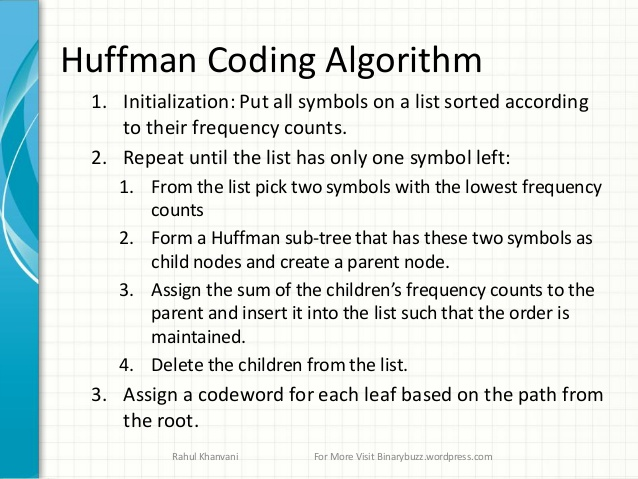 Huffman Coding Algorithm
1. Initialization: Put all symbols on a list sorted according
to their frequency counts.
2. Repeat until the list has only one symbol left:
1. From the list pick two symbols with the lowest frequency
counts
2. Form a Huffman sub-tree that has these two symbols as
child nodes and create a parent node.
3. Assign the sum of the children’s frequency counts to the
parent and insert it into the list such that the order is
maintained.
4. Delete the children from the list.
3. Assign a codeword for each leaf based on the path from
the root.
Rahul Khanvani For More Visit Binarybuzz.wordpress.com